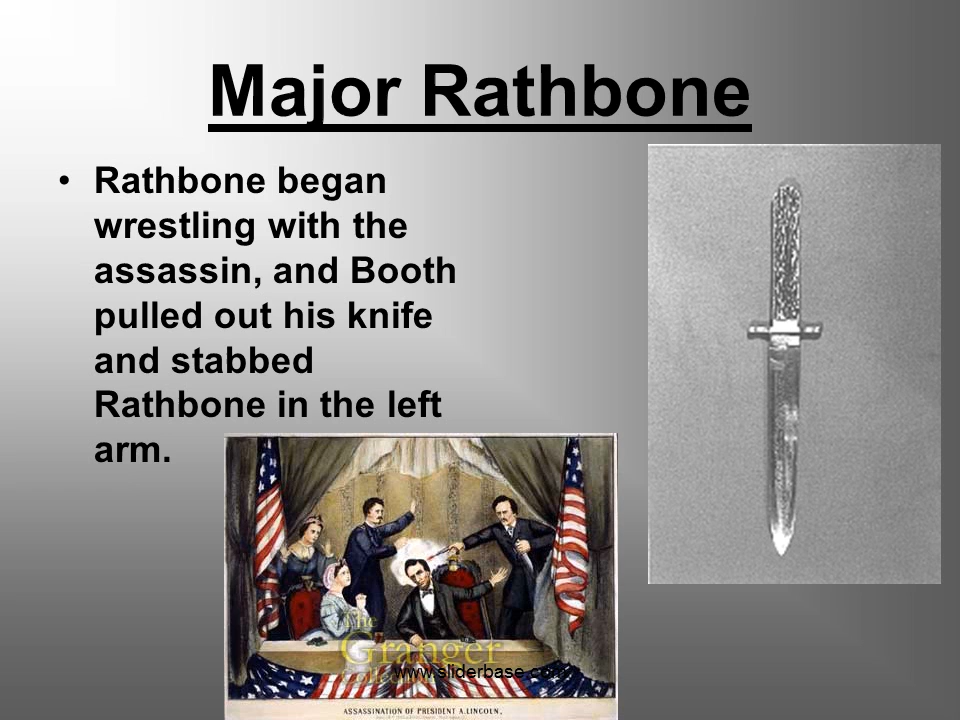 Major Rathbone
• Rathbone began
wrestling with the
assassin, and Booth
pulled out his knife
and stabbed
Rathbone in the left
arm.
The
Granger
Collection
www.sliderbase.com
ASSASSINATION OF PRESIDENT A. LINCOLN,